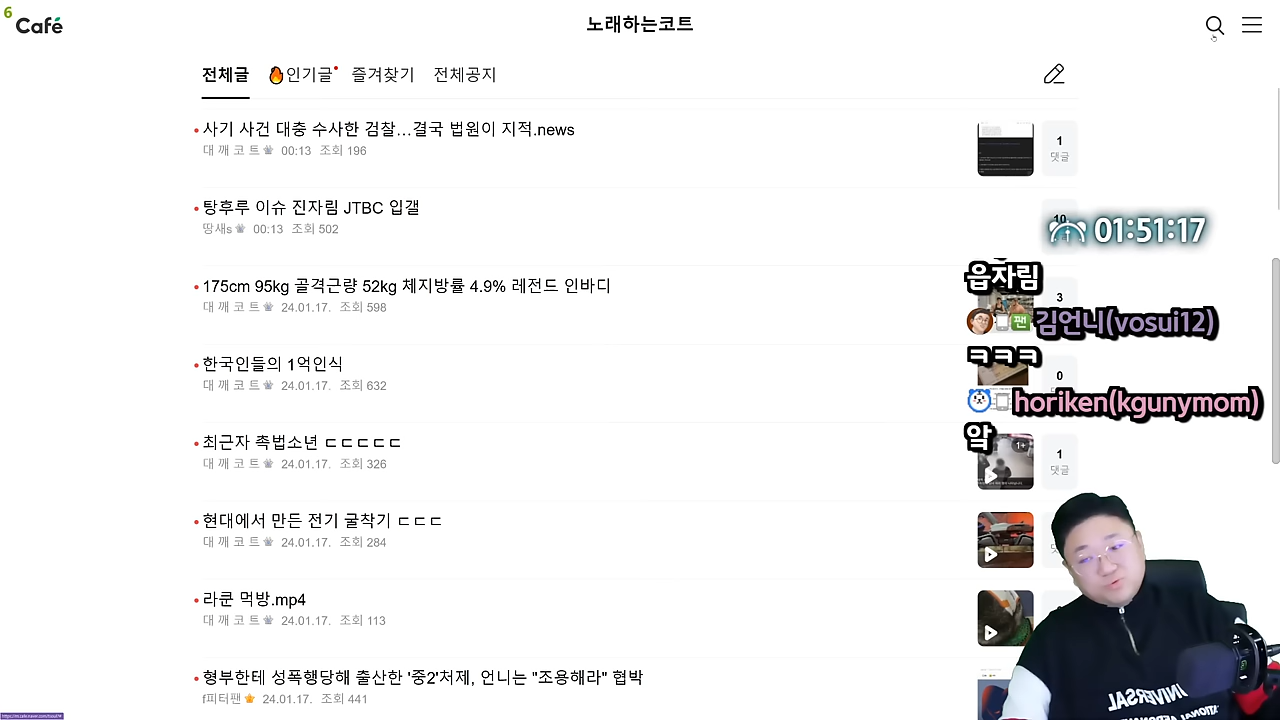 6
Café
노래하는코트
전체글
🔥인기글
즐겨찾기
전체공지
사기 사건 대충 수사한 검찰...결국 법원이 지적.news
대 깨 코 트 00:13 조회 196
1
댓글
탕후루 이슈 진자림 JTBC 입갤
땅새s 00:13 조회 502
10
01:51:17
175cm 95kg 골격근량 52kg 체지방률 4.9% 레전드 인바디
대 깨 코 트 24.01.17. 조회 598
3
읍자림
팬 김언니(vosui12)
한국인들의 1억인식
대 깨 코 트 24.01.17. 조회 632
0
ㅋㅋㅋ
horiken(kgunymom)
앜
최근자 촉법소년 ㄷㄷㄷㄷㄷ
대 깨 코 트 24.01.17. 조회 326
1+
1
댓글
현대에서 만든 전기 굴착기 ㄷㄷㄷ
대 깨 코 트 24.01.17. 조회 284
라쿤 먹방.mp4
대 깨 코 트 24.01.17. 조회 113
형부한테 성폭행당해 출산한 '중2'처제, 언니는 "조용해라" 협박
f피터팬 24.01.17. 조회 441
UNIVERSAL